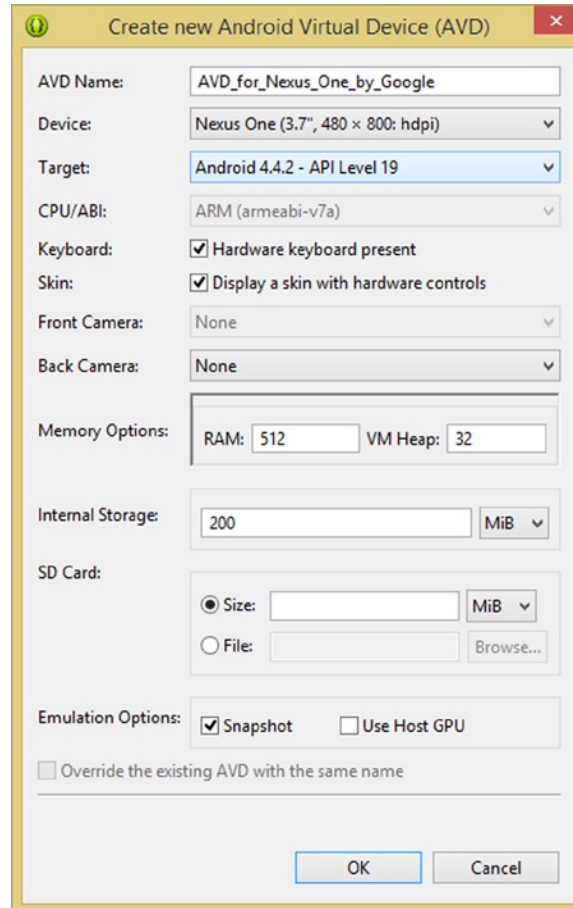 Create new Android Virtual Device (AVD)
AVD Name: AVD_for_Nexus_One_by_Google
Device: Nexus One (3.7", 480 × 800: hdpi)
Target: Android 4.4.2 - API Level 19
CPU/ABI: ARM (armeabi-v7a)
Keyboard: Hardware keyboard present
Skin: Display a skin with hardware controls
Front Camera: None
Back Camera: None
Memory Options: RAM: 512 VM Heap: 32
Internal Storage: 200 MiB
SD Card:
Size: MiB
File: Browse...
Emulation Options: Snapshot Use Host GPU
Override the existing AVD with the same name
OK Cancel